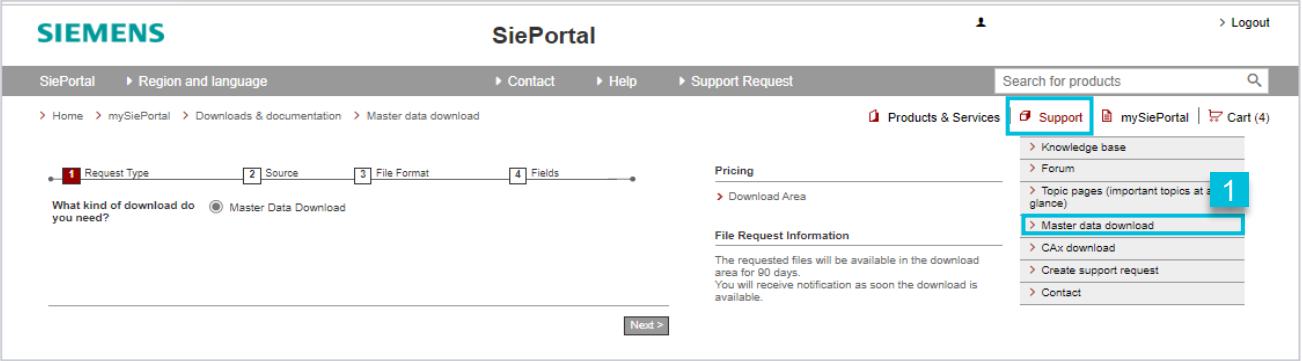 SIEMENS
SiePortal
> Logout
SiePortal
Region and language
Contact
Help
Support Request
Search for products
> Home > mySiePortal > Downloads & documentation > Master data download
Products & Services
Support
mySiePortal
Cart (4)
> Knowledge base
> Forum
> Topic pages (important topics at a
glance)
1
> Master data download
> CAx download
> Create support request
> Contact
1 Request Type
2 Source
3 File Format
4 Fields
What kind of download do
you need?
Master Data Download
Next >
Pricing
> Download Area
File Request Information
The requested files will be available in the download
area for 90 days.
You will receive notification as soon the download is
available.